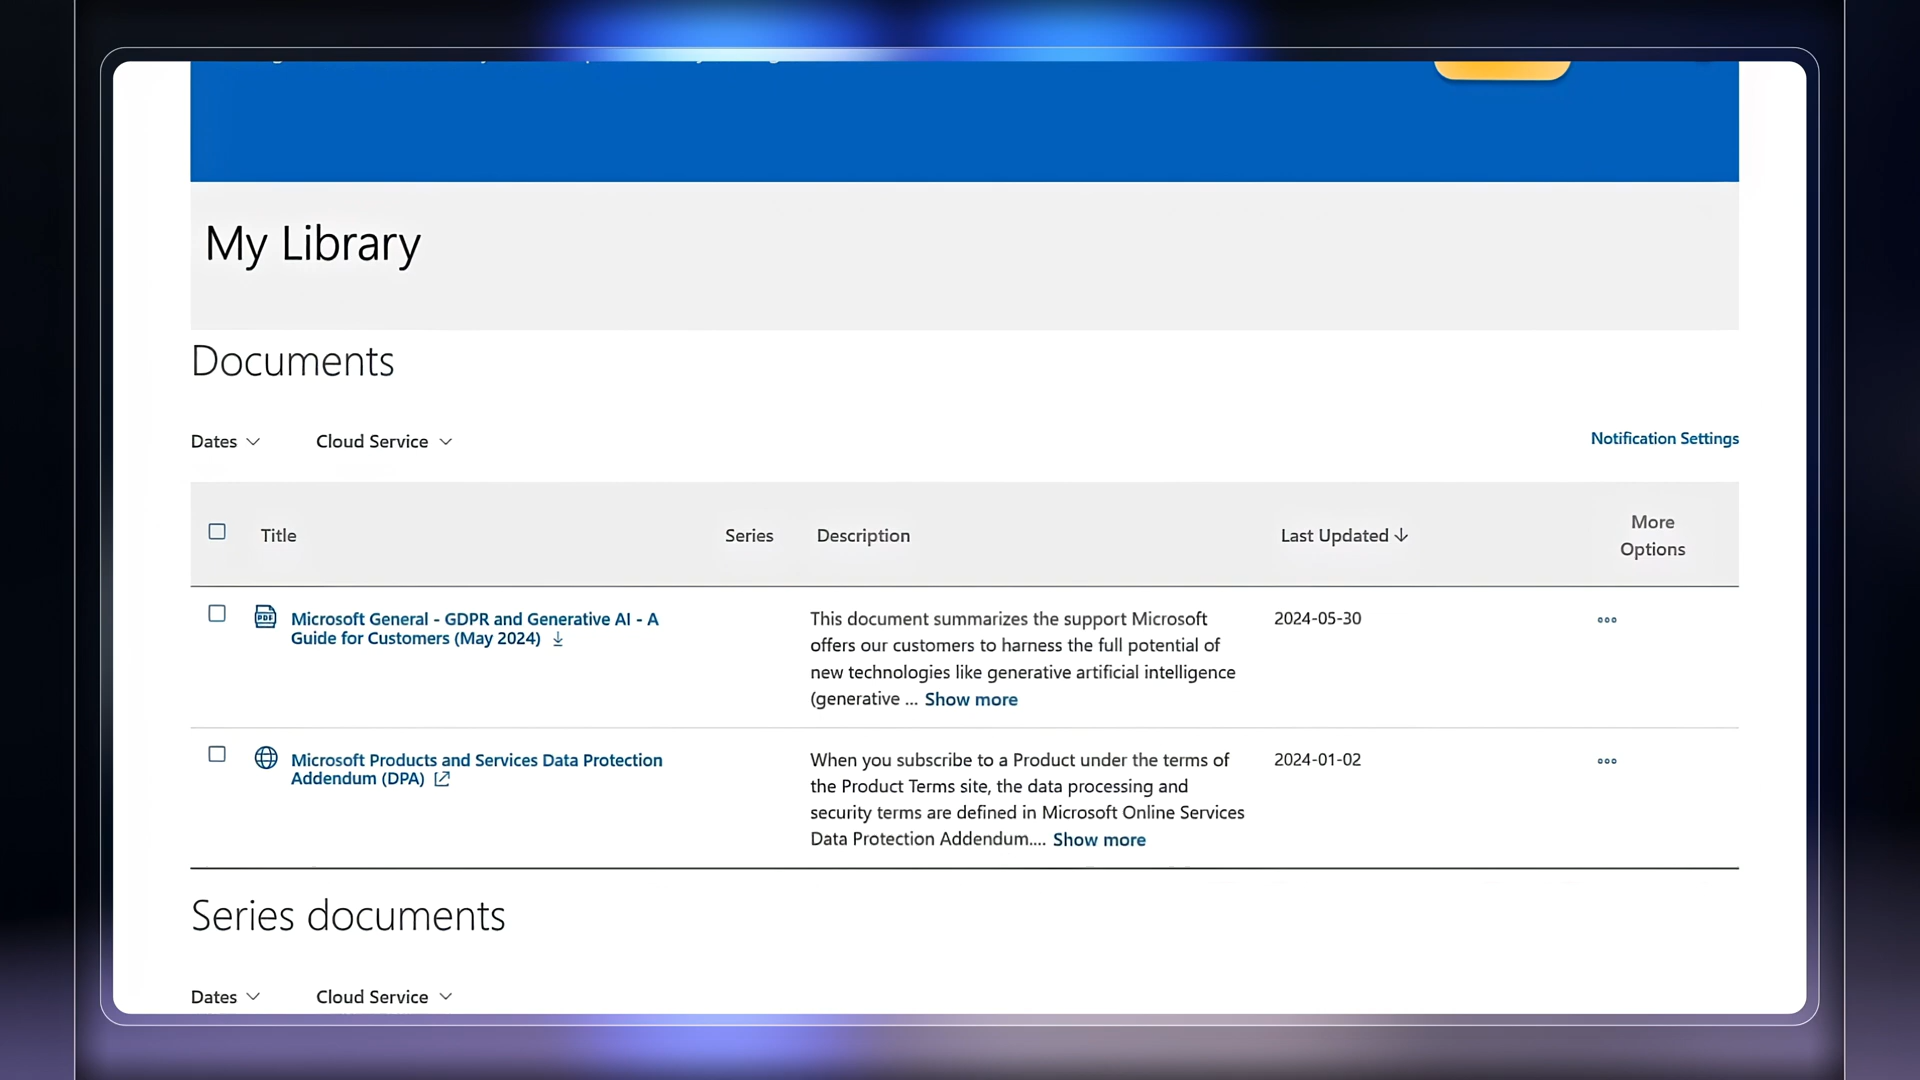 My Library
Documents
Dates
Cloud Service
Notification Settings
Title
Series
Description
Last Updated
More
Options
PDF
Microsoft General - GDPR and Generative AI - A
Guide for Customers (May 2024)
This document summarizes the support Microsoft
offers our customers to harness the full potential of
new technologies like generative artificial intelligence
(generative ... Show more
2024-05-30
Microsoft Products and Services Data Protection
Addendum (DPA)
When you subscribe to a Product under the terms of
the Product Terms site, the data processing and
security terms are defined in Microsoft Online Services
Data Protection Addendum.... Show more
2024-01-02
Series documents
Dates
Cloud Service